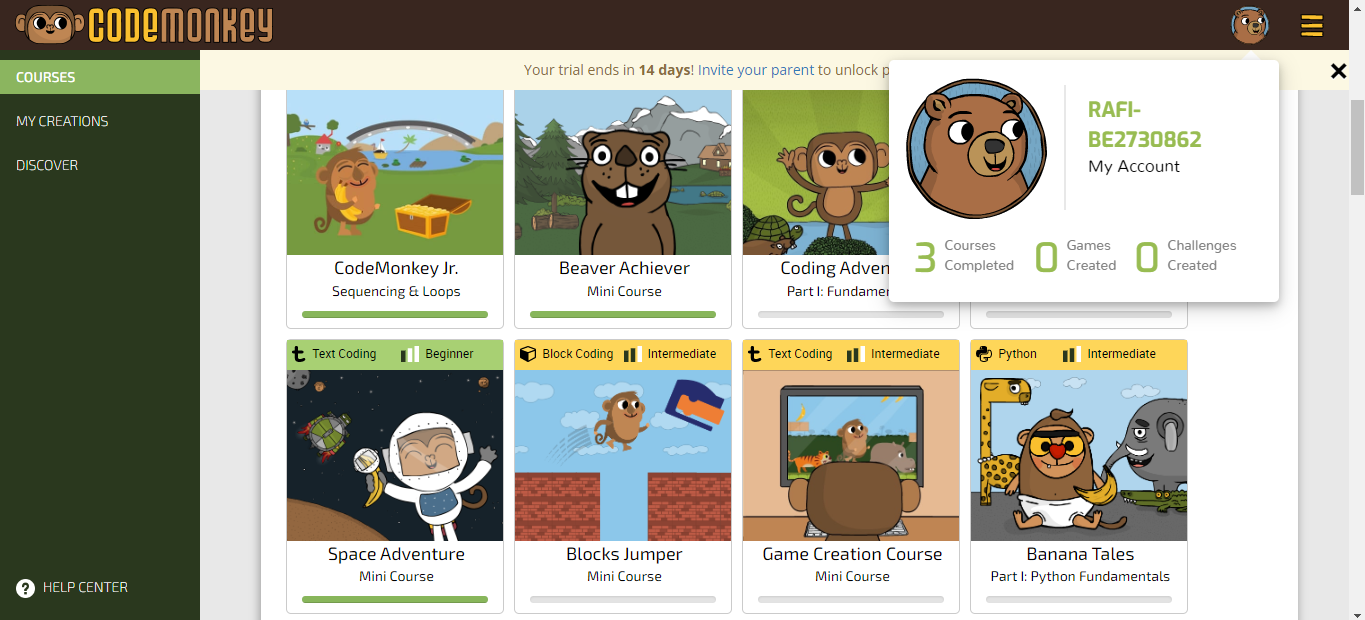 CODEMONKEY
COURSES
MY CREATIONS
DISCOVER
HELP CENTER
Your trial ends in 14 days! Invite your parent to unlock
RAFI-
BE2730862
My Account
3 Courses Completed
0 Games Created
0 Challenges Created
CodeMonkey Jr.
Sequencing & Loops
Beaver Achiever
Mini Course
Coding
Part I:
Text Coding Beginner
Space Adventure
Mini Course
Block Coding Intermediate
Blocks Jumper
Mini Course
Text Coding Intermediate
Game Creation Course
Mini Course
Python Intermediate
Banana Tales
Part I: Python Fundamentals